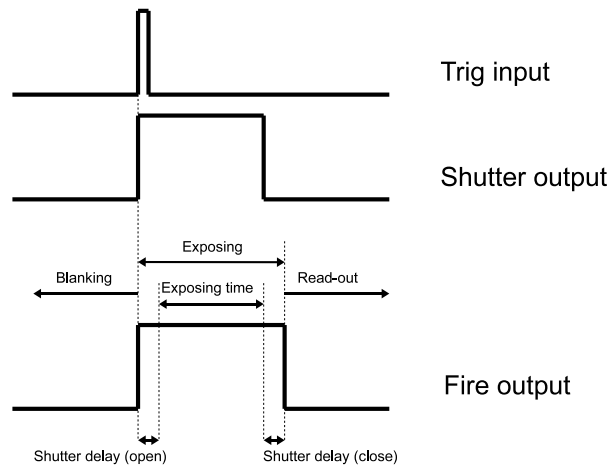 Trig input
Shutter output
Exposing
Blanking
Read-out
Exposing time
Fire output
Shutter delay (open)
Shutter delay (close)